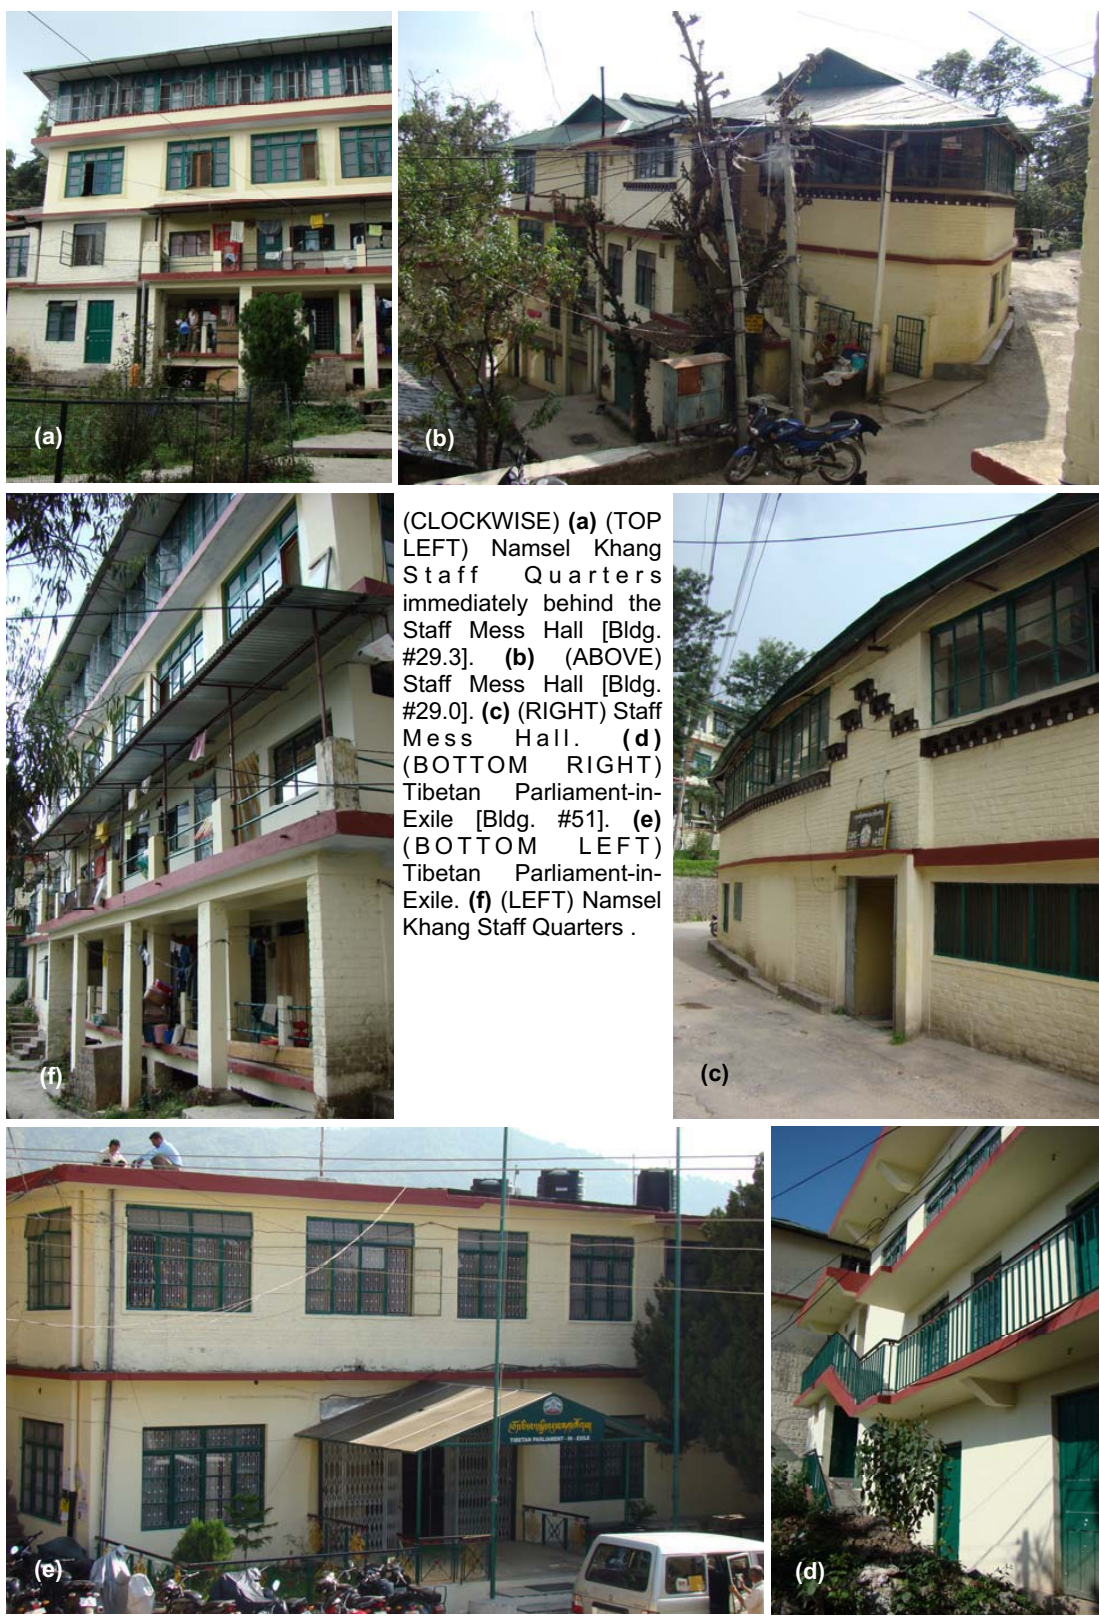 (a)
(b)
(CLOCKWISE) (a) (TOP
LEFT) Namsel Khang
Staff Quarters
immediately behind the
Staff Mess Hall [Bldg.
#29.3]. (b) (ABOVE)
Staff Mess Hall [Bldg.
#29.0]. (c) (RIGHT) Staff
Mess Hall. (d)
(BOTTOM RIGHT)
Tibetan Parliament-in-
Exile [Bldg. #51]. (e)
(BOTTOM LEFT)
Tibetan Parliament-in-
Exile. (f) (LEFT) Namsel
Khang Staff Quarters .
(f)
(c)
TIBETAN PARLIAMENT - IN - EXILE
(e)
(d)